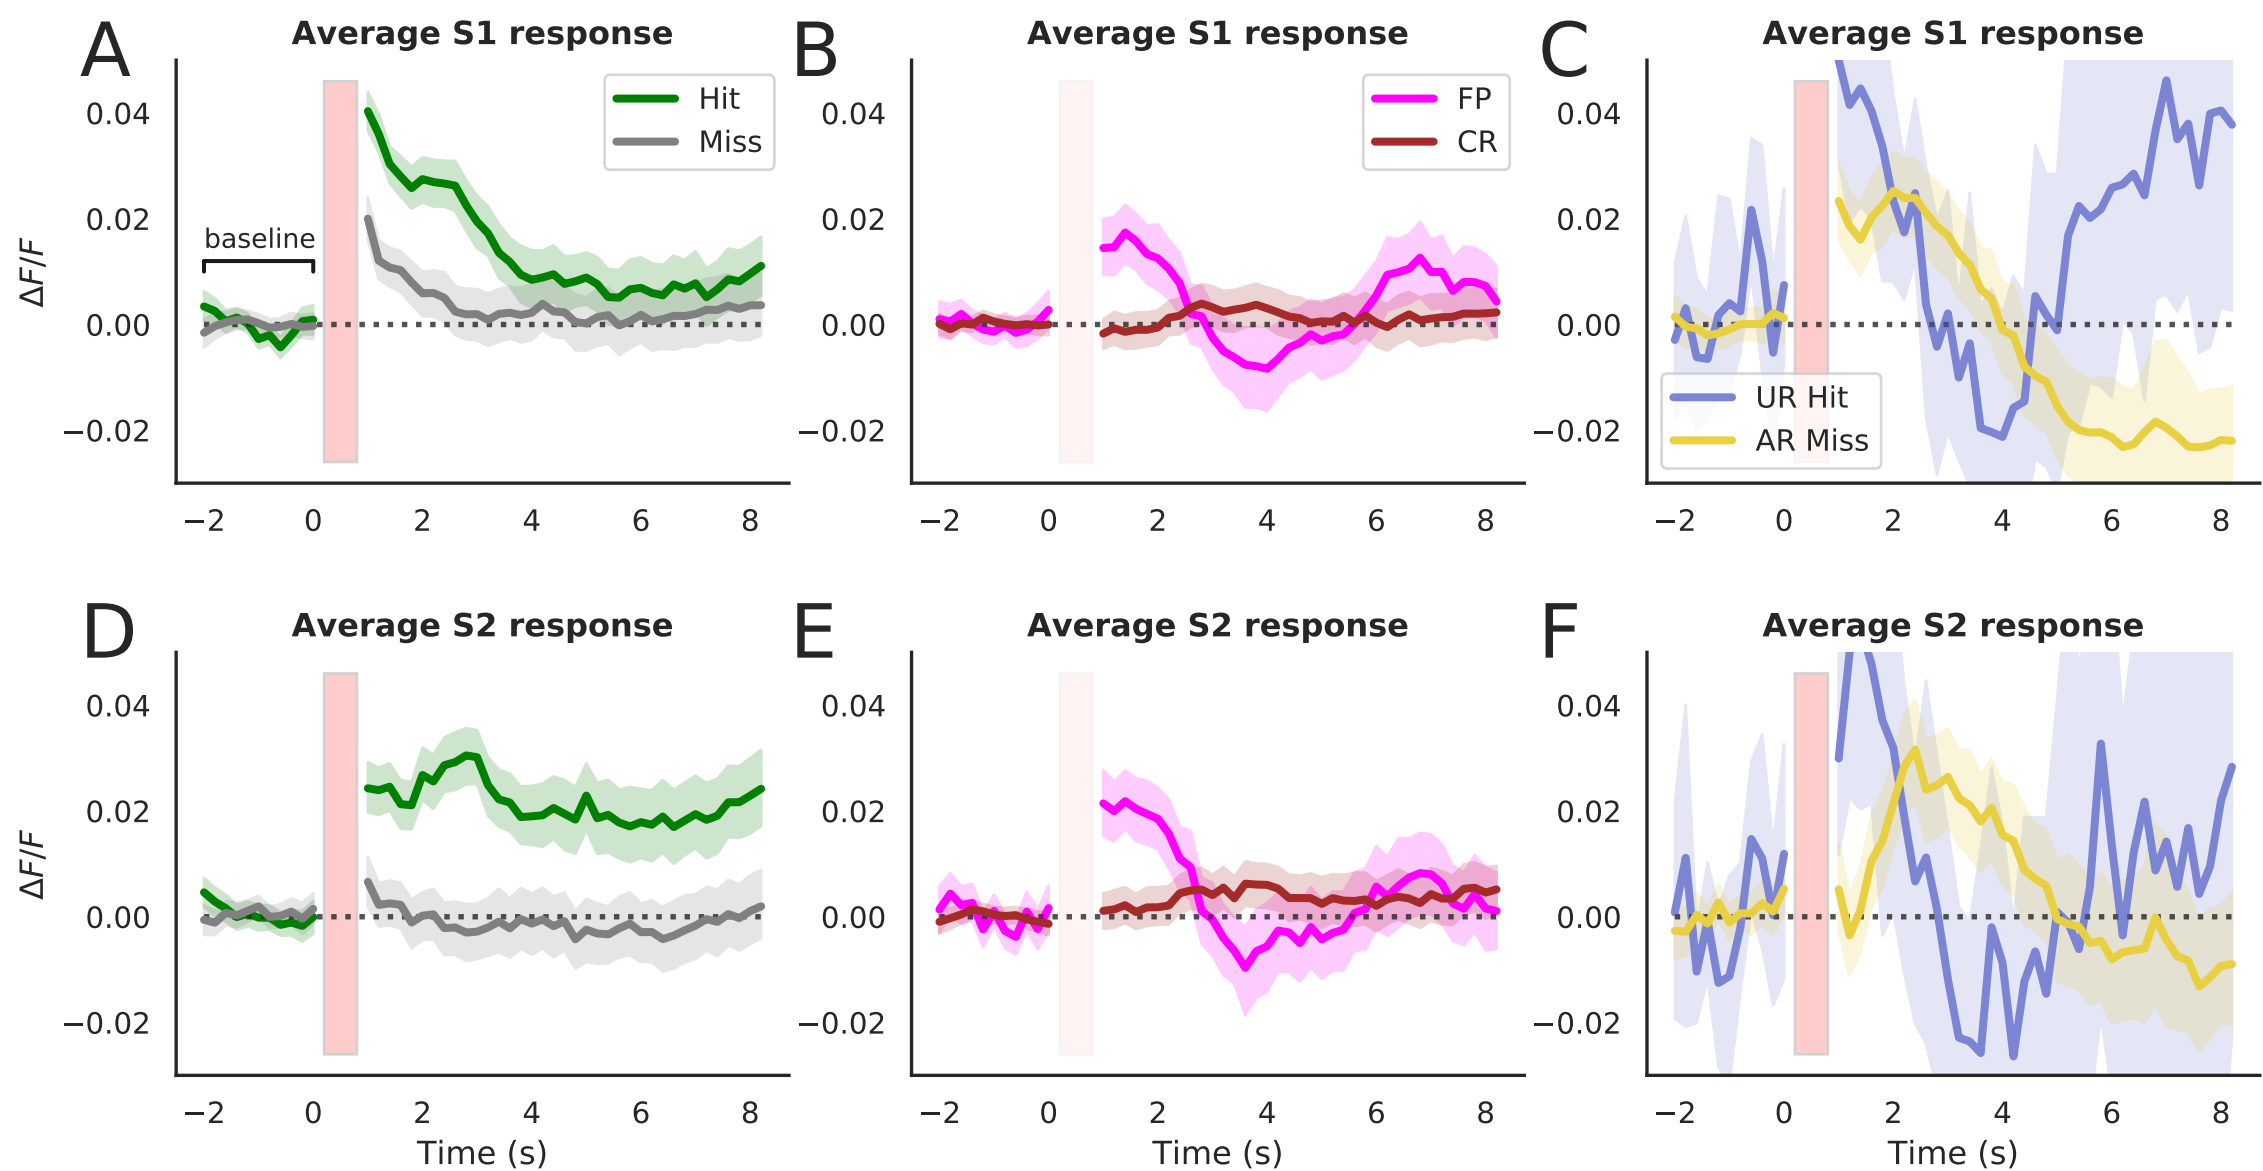 A
Average S1 response
ΔF/F
0.04
0.02
0.00
−0.02
baseline
Hit
Miss
−2 0 2 4 6 8
B
Average S1 response
0.04
0.02
0.00
−0.02
FP
CR
−2 0 2 4 6 8
C
Average S1 response
0.04
0.02
0.00
−0.02
UR Hit
AR Miss
−2 0 2 4 6 8
D
Average S2 response
ΔF/F
0.04
0.02
0.00
−0.02
−2 0 2 4 6 8
Time (s)
E
Average S2 response
0.04
0.02
0.00
−0.02
−2 0 2 4 6 8
Time (s)
F
Average S2 response
0.04
0.02
0.00
−0.02
−2 0 2 4 6 8
Time (s)